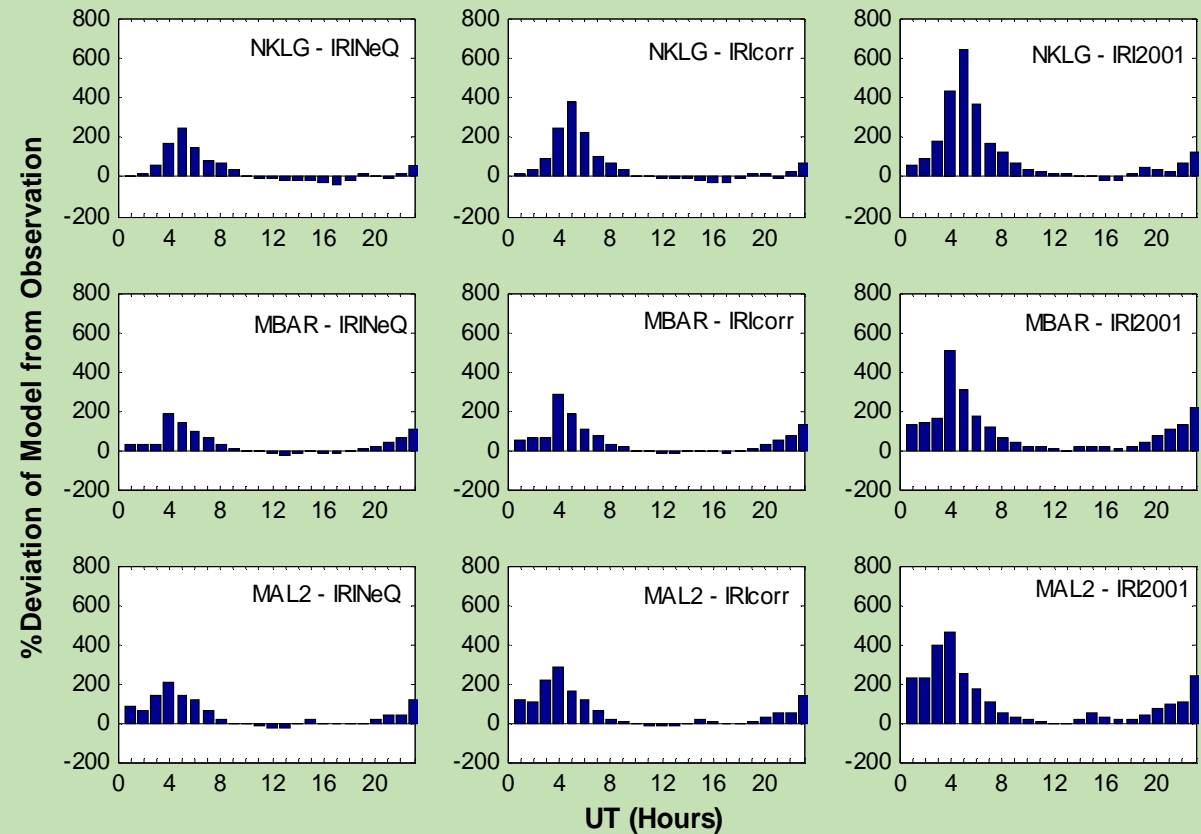 %Deviation of Model from Observation
800
600
400
200
0
-200
0 4 8 12 16 20
NKLG - IRINeQ
800
600
400
200
0
-200
0 4 8 12 16 20
NKLG - IRIcorr
800
600
400
200
0
-200
0 4 8 12 16 20
NKLG - IRI2001
800
600
400
200
0
-200
0 4 8 12 16 20
MBAR - IRINeQ
800
600
400
200
0
-200
0 4 8 12 16 20
MBAR - IRIcorr
800
600
400
200
0
-200
0 4 8 12 16 20
MBAR - IRI2001
800
600
400
200
0
-200
0 4 8 12 16 20
MAL2 - IRINeQ
800
600
400
200
0
-200
0 4 8 12 16 20
MAL2 - IRIcorr
800
600
400
200
0
-200
0 4 8 12 16 20
MAL2 - IRI2001
UT (Hours)